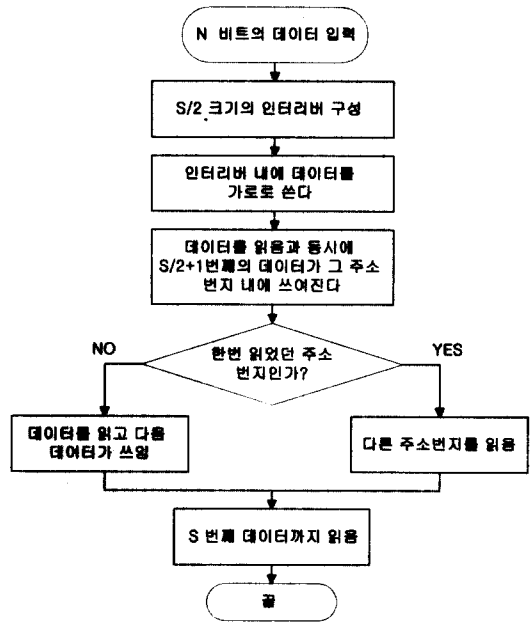 N 비트의 데이터 입력
S/2 크기의 인터리버 구성
인터리버 내에 데이터를
가로로 쓴다
데이터를 읽음과 동시에
S/2+1번째의 데이터가 그 주소
번지 내에 쓰여진다
한번 읽었던 주소
번지인가?
NO
YES
데이터를 읽고 다음
데이터가 쓰임
다른 주소번지를 읽음
S 번째 데이터까지 읽음
끝